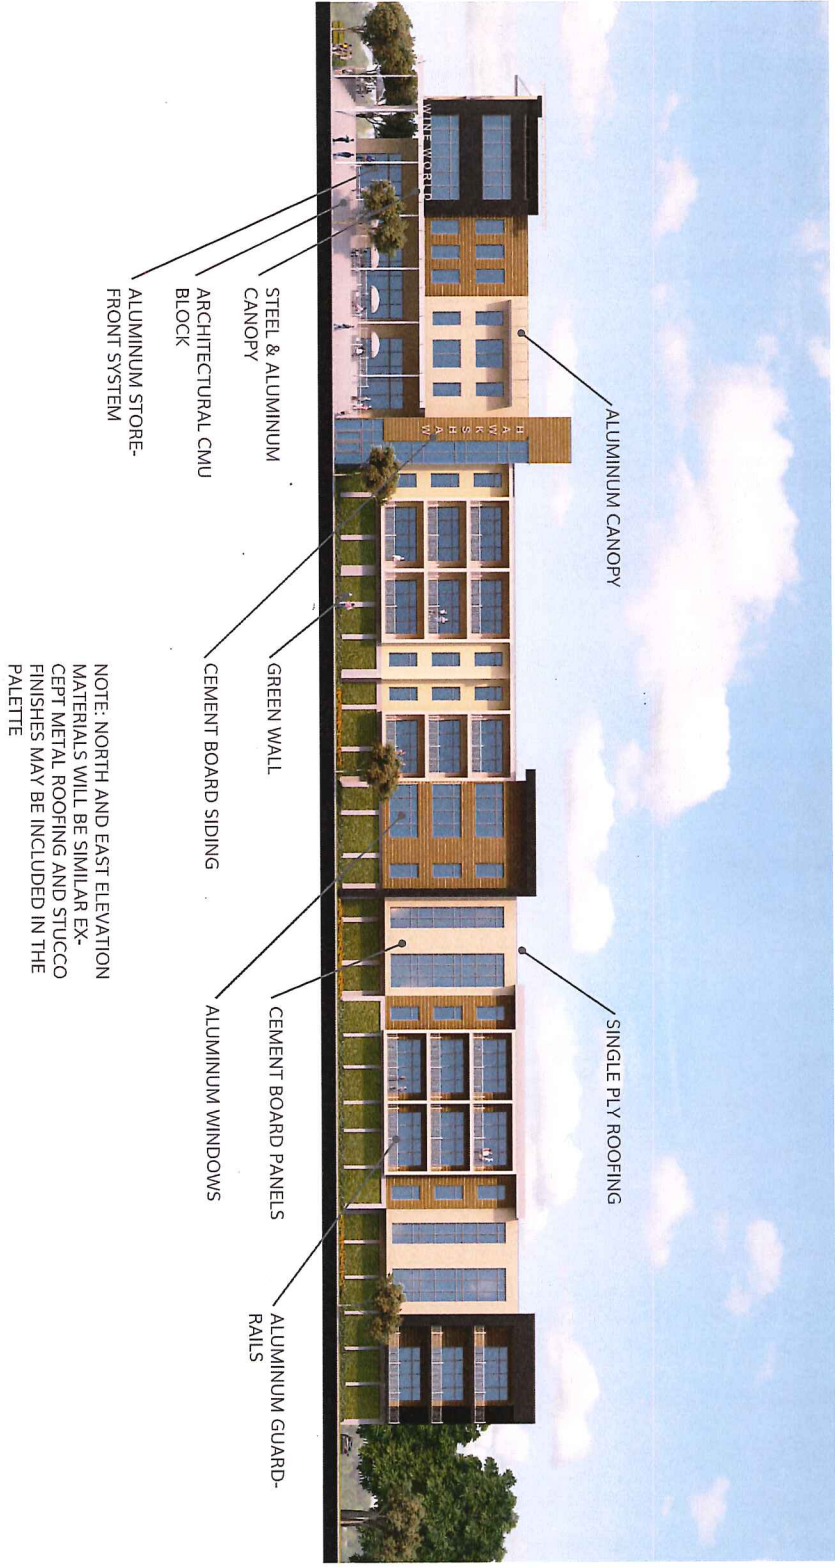 ALUMINUM CANOPY
SINGLE PLY ROOFING
WINE WORLD
HAWKSHAW
STEEL & ALUMINUM
CANOPY
ARCHITECTURAL CMU
BLOCK
ALUMINUM STORE-
FRONT SYSTEM
GREEN WALL
CEMENT BOARD SIDING
CEMENT BOARD PANELS
ALUMINUM WINDOWS
ALUMINUM GUARD-
RAILS
NOTE: NORTH AND EAST ELEVATION
MATERIALS WILL BE SIMILAR EX-
CEPT METAL ROOFING AND STUCCO
FINISHES MAY BE INCLUDED IN THE
PALETTE